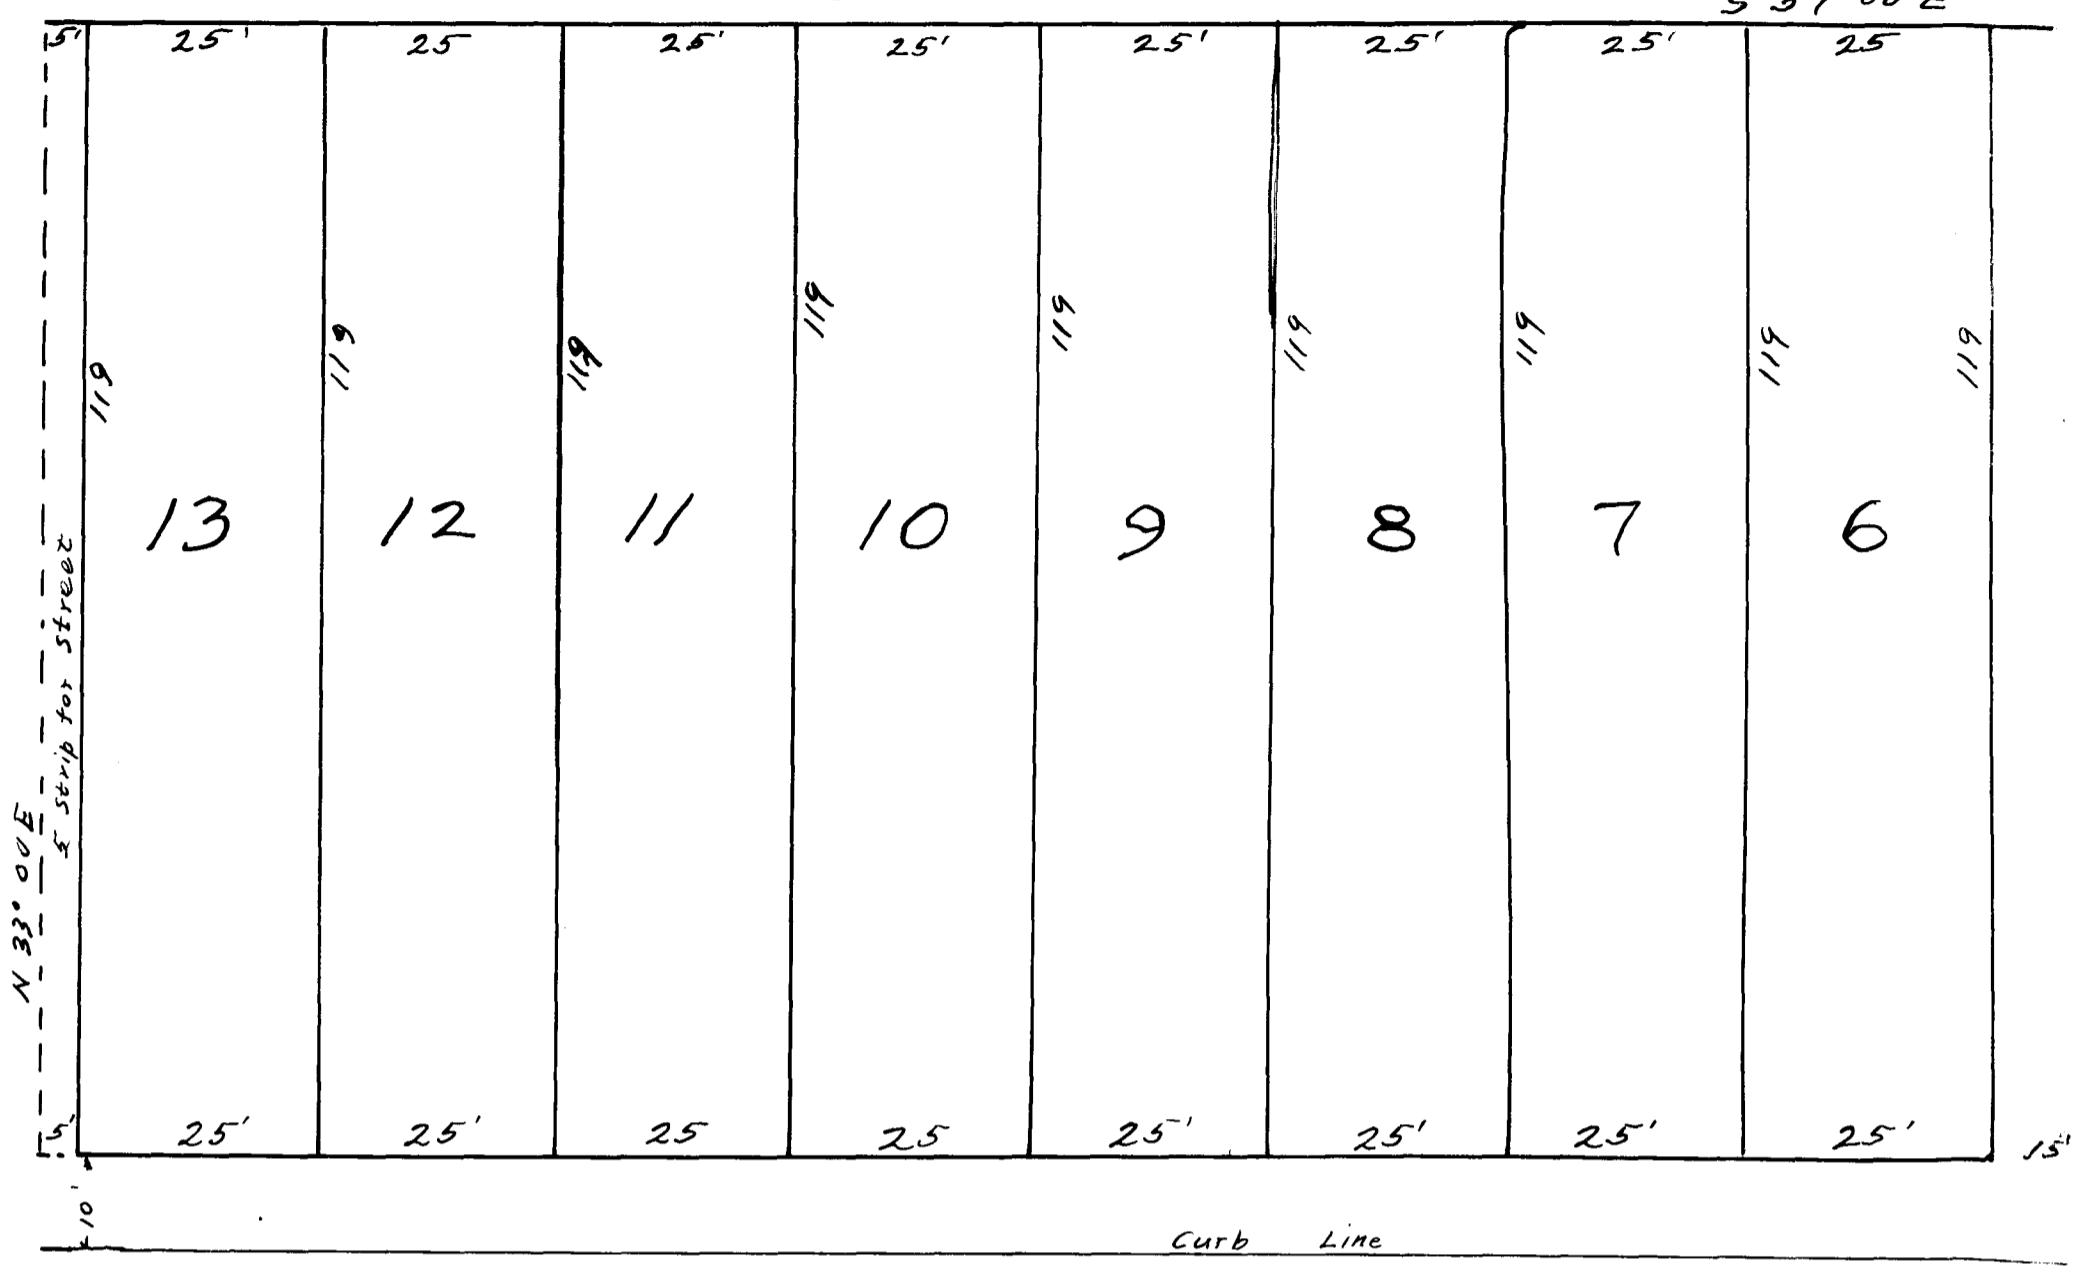 5' 25' 25 25' 25' 25' 25' 25' 25
119 119 119 119 119 119 119 119 119
13 12 11 10 9 8 7 6
5 strip for street
N 33° 00 E
5' 25' 25' 25 25 25' 25' 25' 25' 15'
10'
Curb Line